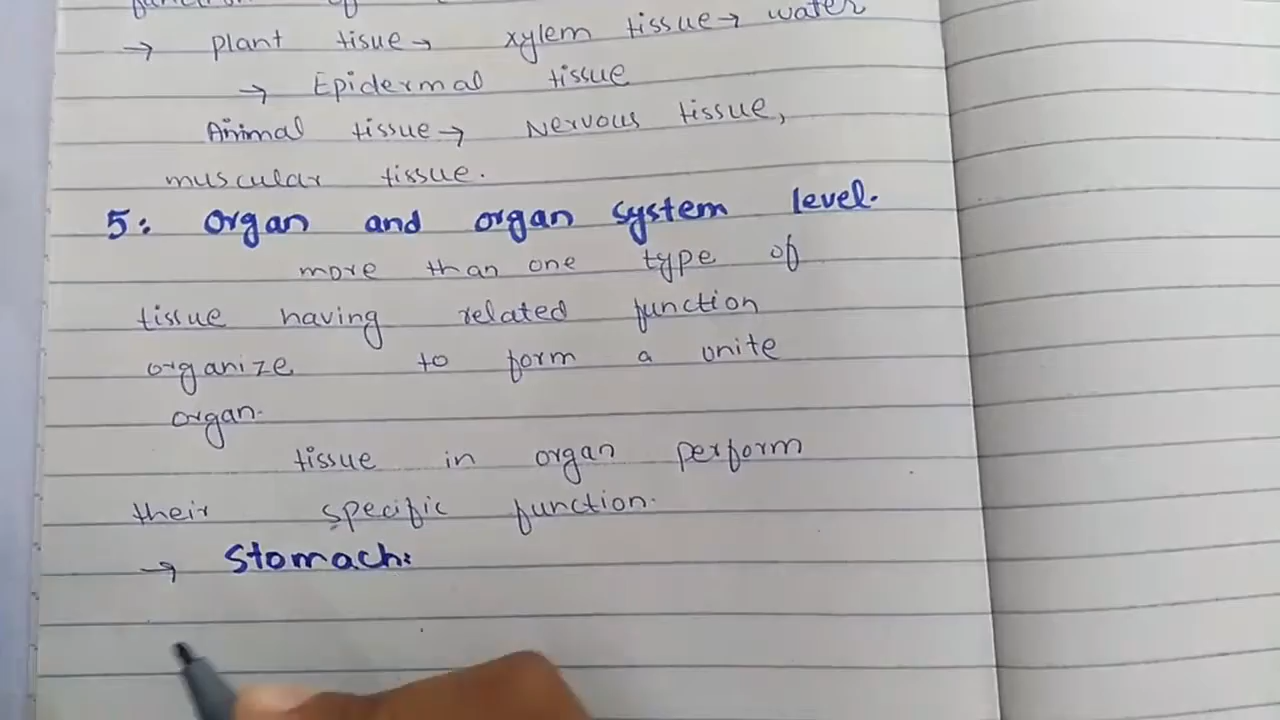 of
→ plant tisue → xylem tissue → water
→ Epidermal tissue
Animal tissue → Nervous tissue,
muscular tissue.
5: Organ and organ system level.
more than one type of
tissue having related function
organize to form a unite
organ.
tissue in organ perform
their specific function.
→ Stomach: